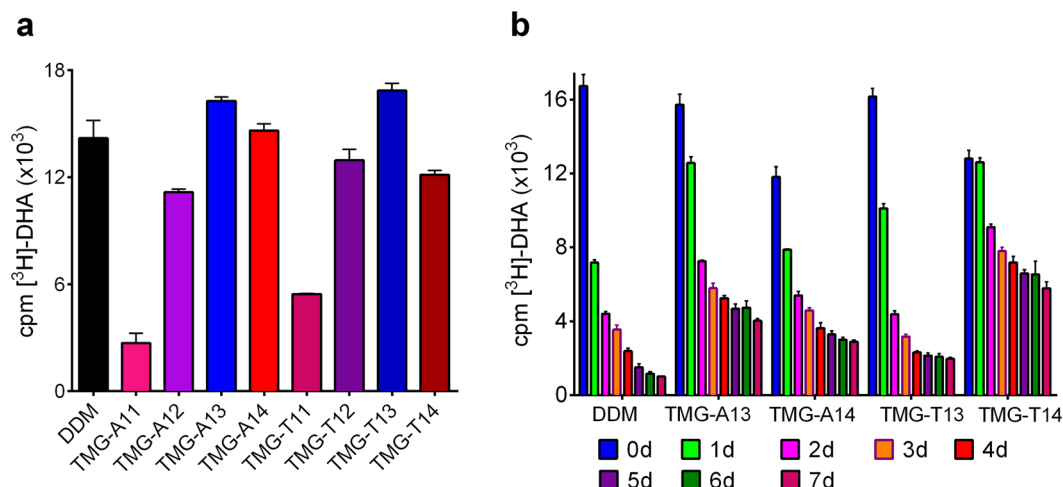 a
18
12
6
0
cpm [³H]-DHA (x10³)
DDM
TMG-A11
TMG-A12
TMG-A13
TMG-A14
TMG-T11
TMG-T12
TMG-T13
TMG-T14
b
16
12
8
4
0
cpm [³H]-DHA (x10³)
DDM TMG-A13 TMG-A14 TMG-T13 TMG-T14
0d 1d 2d 3d 4d
5d 6d 7d